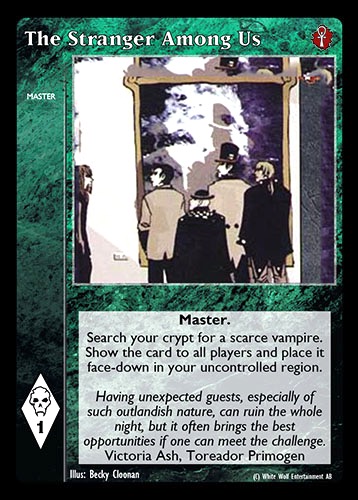 The Stranger Among Us
MASTER
Master.
Search your crypt for a scarce vampire.
Show the card to all players and place it
face-down in your uncontrolled region.
Having unexpected guests, especially of
such outlandish nature, can ruin the whole
night, but it often brings the best
opportunities if one can meet the challenge.
Victoria Ash, Toreador Primogen
1
Illus: Becky Cloonan
(C) White Wolf Entertainment AB